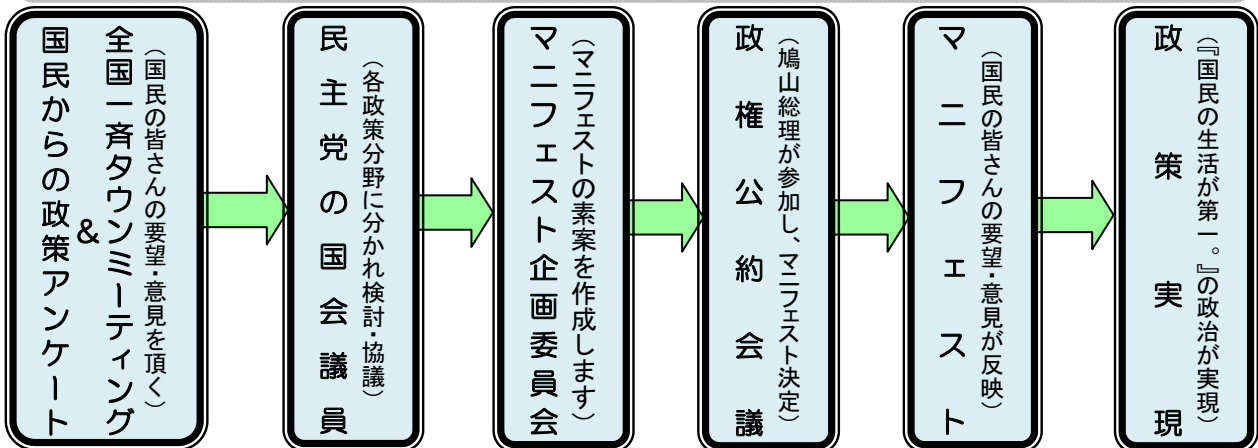 （国民の皆さんの要望・意見を頂く）
全国一斉タウンミーティング
&
国民からの政策アンケート
（各政策分野に分かれ検討・協議）
民主党の国会議員
（マニフェストの素案を作成します）
マニフェスト企画委員会
（鳩山総理が参加し、マニフェスト決定）
政権公約会議
（国民の皆さんの要望・意見が反映）
マニフェスト
（『国民の生活が第一。』の政治が実現）
政策実現